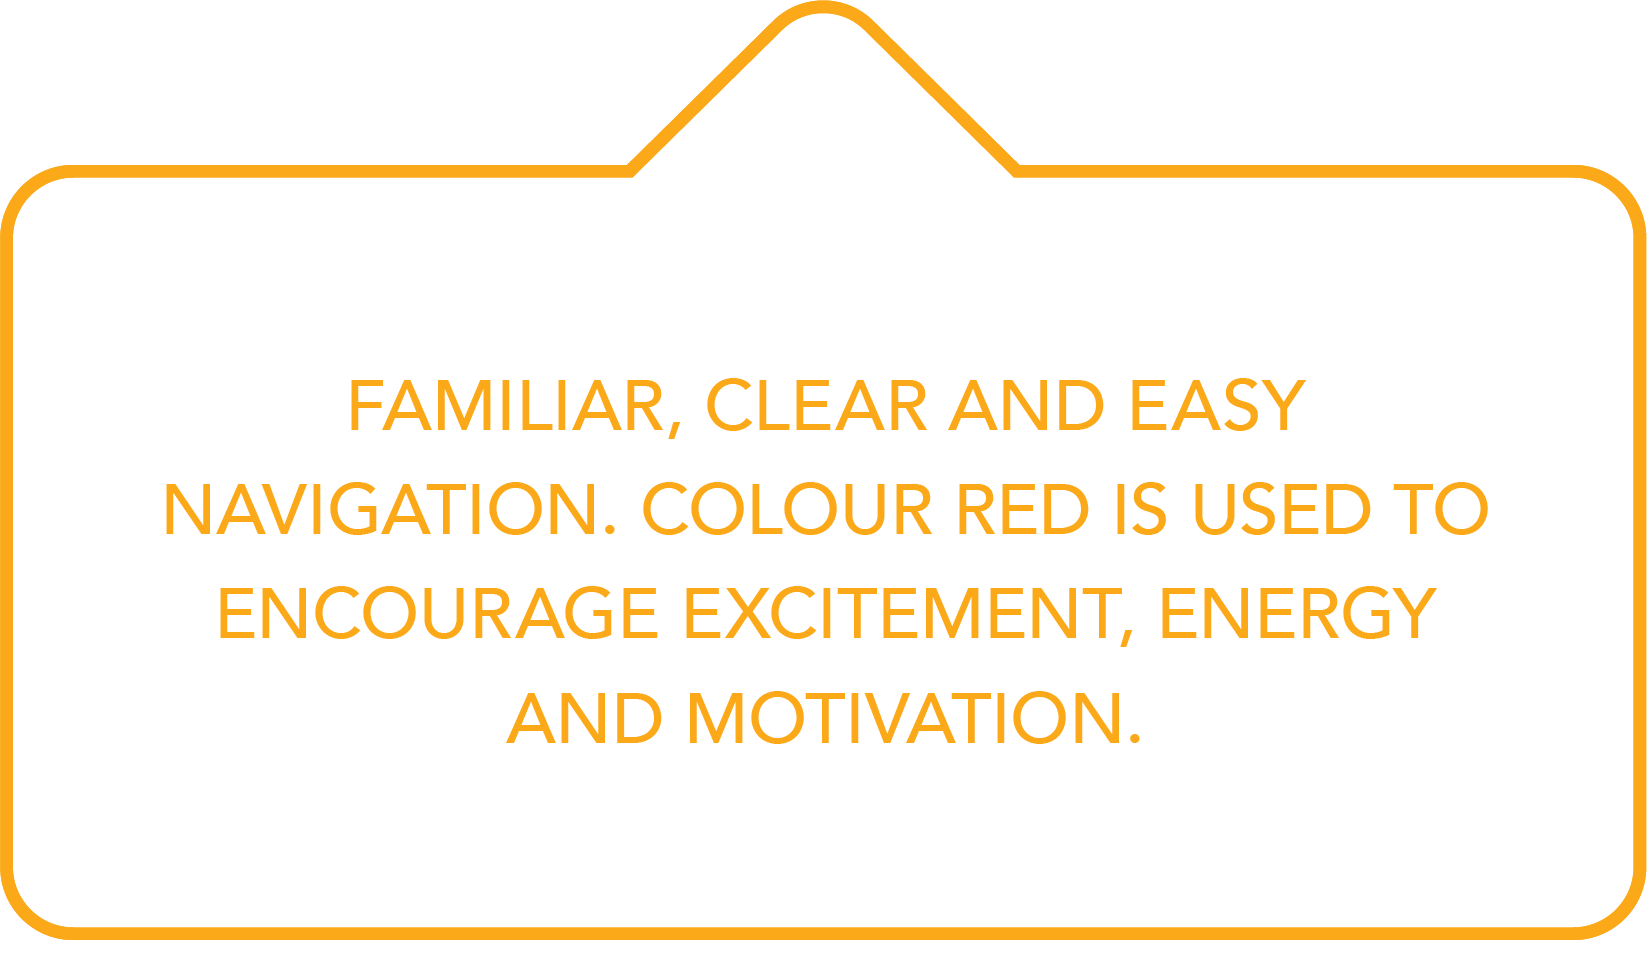 FAMILIAR, CLEAR AND EASY
NAVIGATION. COLOUR RED IS USED TO
ENCOURAGE EXCITEMENT, ENERGY
AND MOTIVATION.